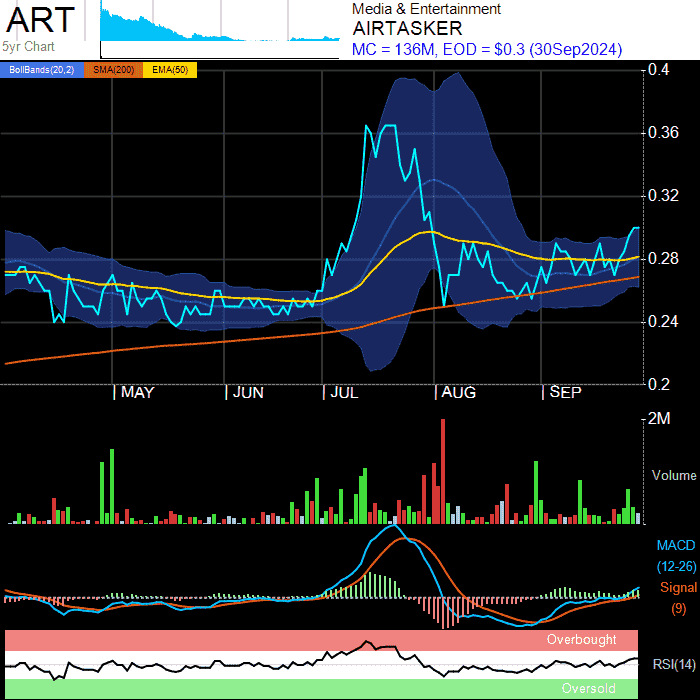 ART
5yr Chart
Media & Entertainment
AIRTASKER
MC = 136M, EOD = $0.3 (30Sep2024)
BollBands(20,2) SMA(200) EMA(50)
0.4
0.36
0.32
0.28
0.24
0.2
MAY JUN JUL AUG SEP
2M
Volume
MACD
(12-26)
Signal
(9)
Overbought
RSI(14)
Oversold